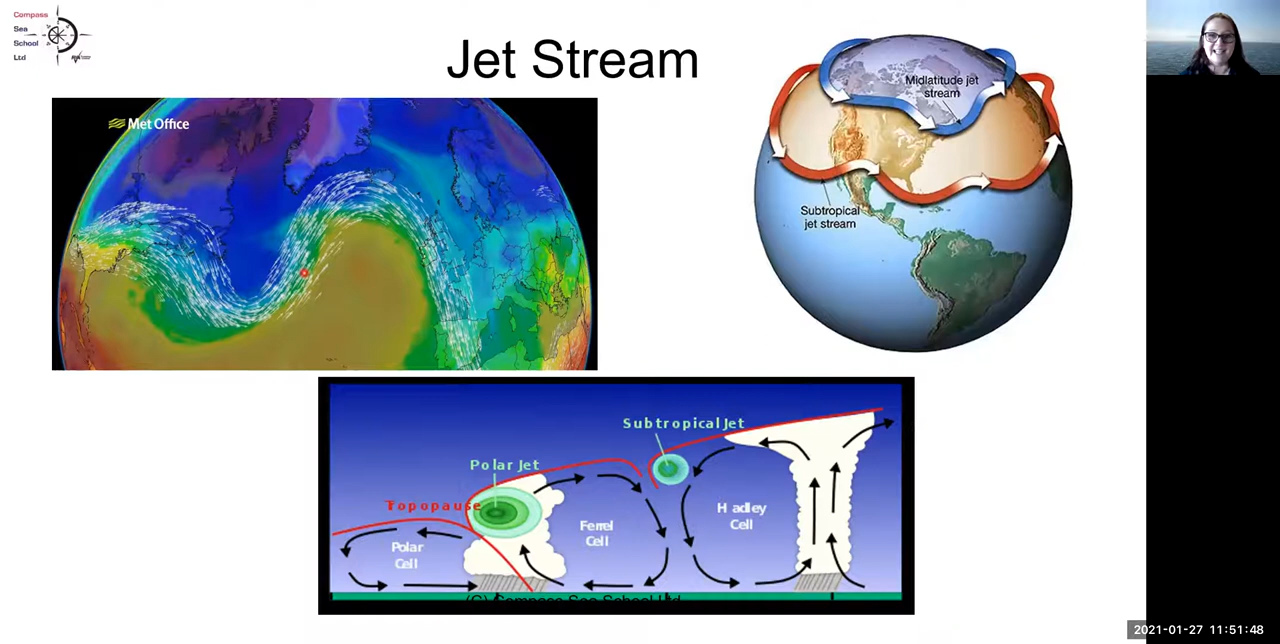 Compass
Sea
School
Ltd
Jet Stream
Met Office
Midlatitude jet
stream
Subtropical
jet stream
Subtropical Jet
Polar Jet
Topopause
Hadley
Cell
Ferrel
Cell
Polar
Cell
(C) Compass Sea School Ltd
2021-01-27 11:51:48